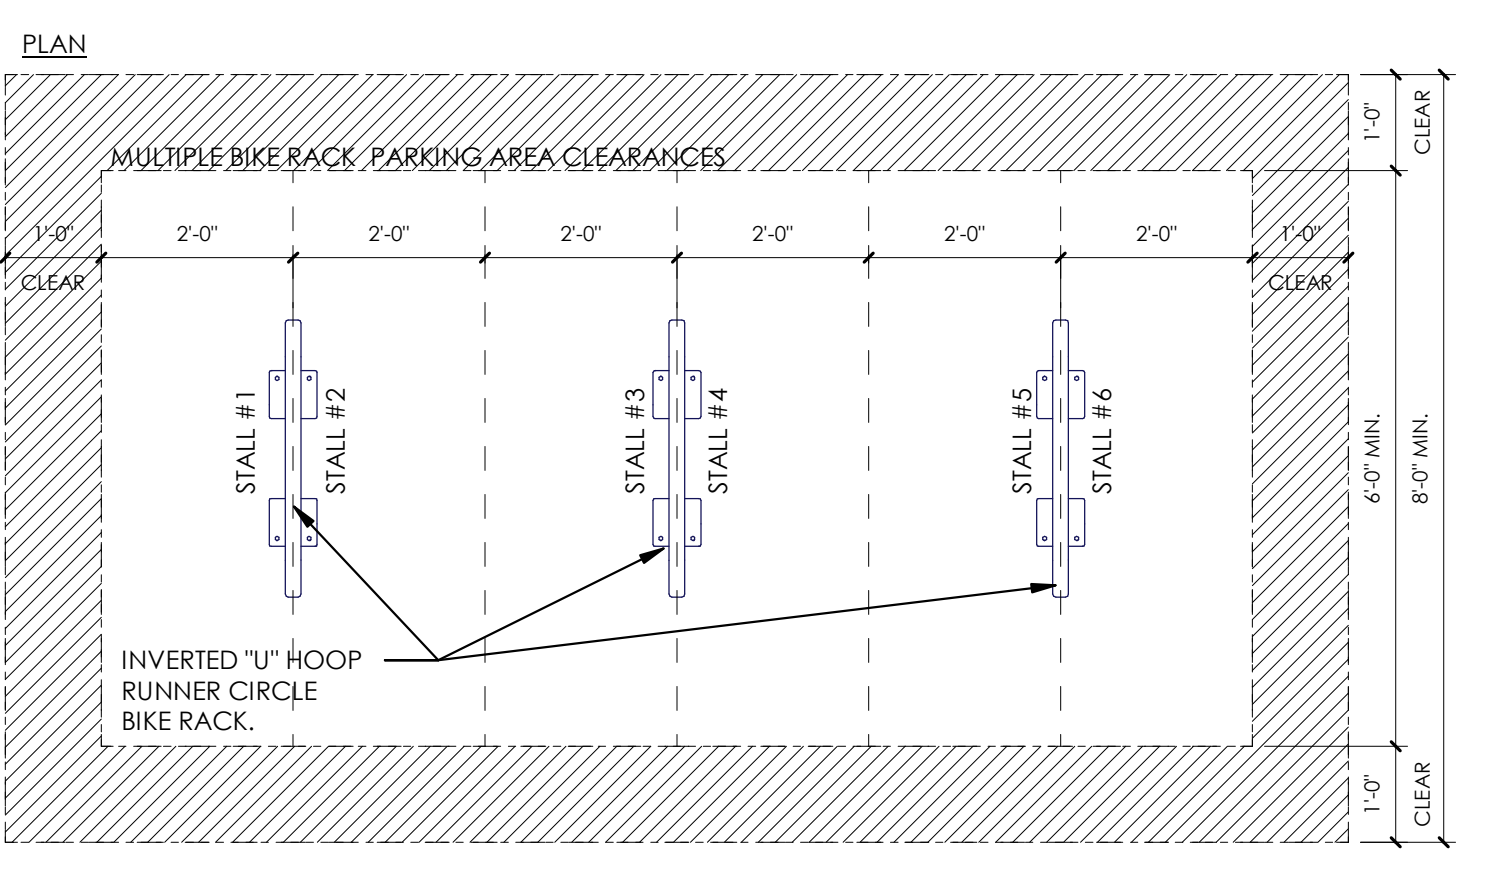 PLAN
MULTIPLE BIKE RACK PARKING AREA CLEARANCES
1'-0"
CLEAR
2'-0"
2'-0"
2'-0"
2'-0"
2'-0"
2'-0"
1'-0"
CLEAR
1'-0"
CLEAR
STALL #1
STALL #2
STALL #3
STALL #4
STALL #5
STALL #6
6'-0" MIN.
8'-0" MIN.
INVERTED "U" HOOP
RUNNER CIRCLE
BIKE RACK.
1'-0"
CLEAR